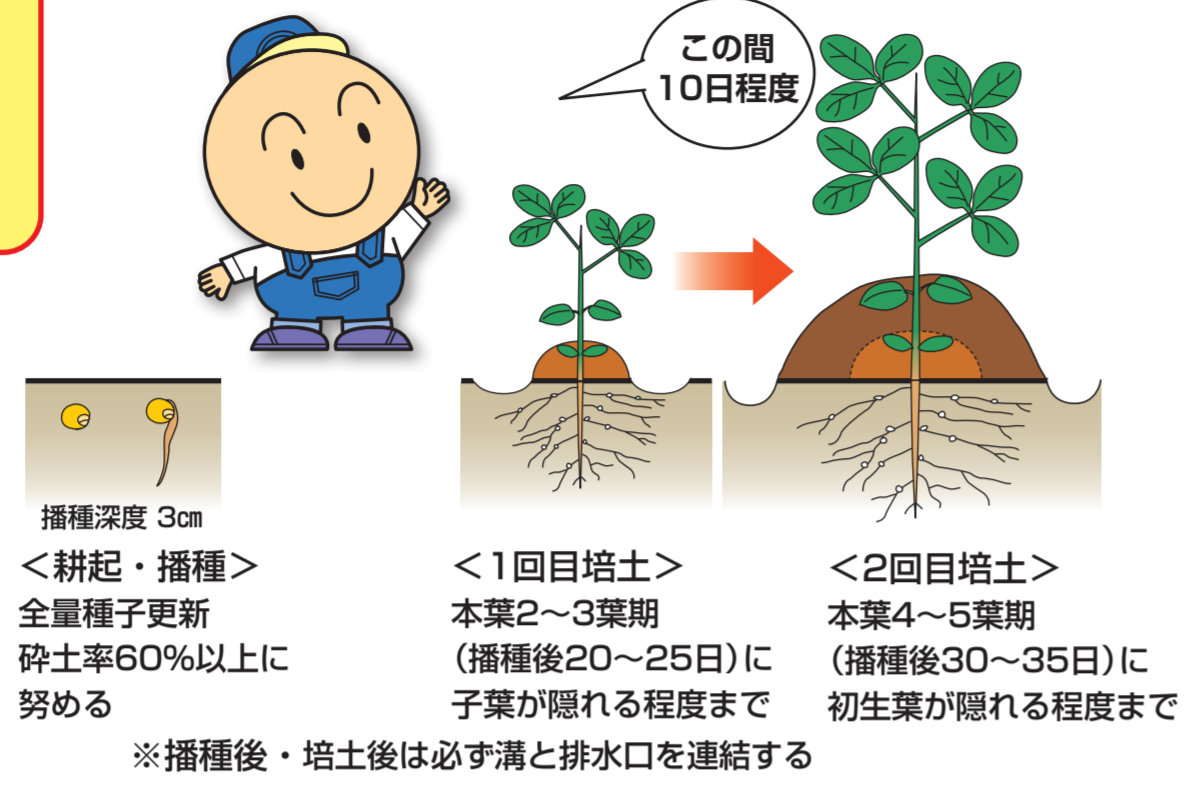 この間
10日程度
播種深度 3㎝
＜耕起・播種＞
全量種子更新
砕土率60%以上に
努める
＜1回目培土＞
本葉2～3葉期
（播種後20～25日）に
子葉が隠れる程度まで
＜2回目培土＞
本葉4～5葉期
（播種後30～35日）に
初生葉が隠れる程度まで
※播種後・培土後は必ず溝と排水口を連結する